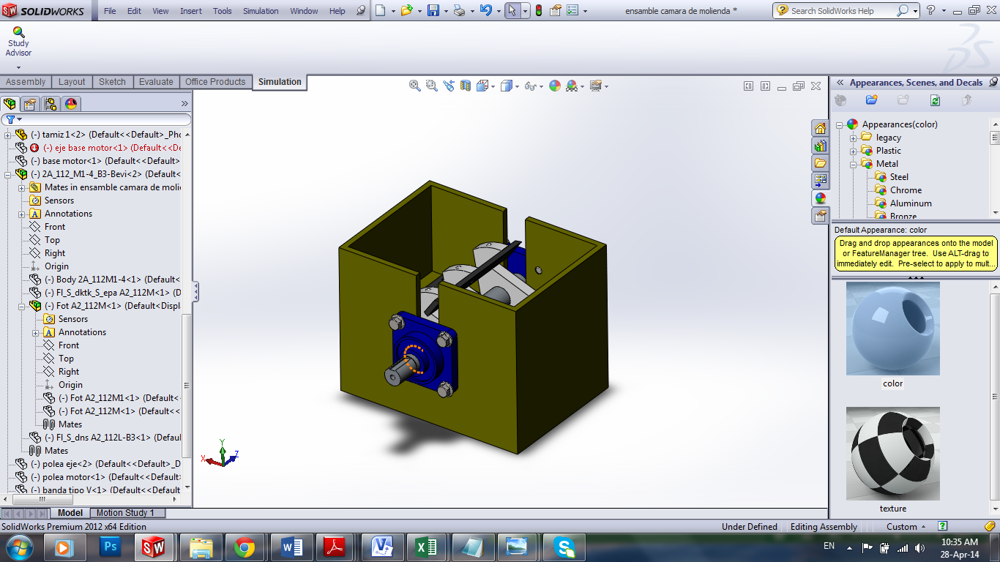 SOLIDWORKS File Edit View Insert Tools Simulation Window Help ensamble camara de molienda * Search SolidWorks Help
Study
Advisor
Assembly Layout Sketch Evaluate Office Products Simulation
Appearances, Scenes, and Decals
(-) tamiz 1<2> (Default<<Default>_Pho
(-) eje base motor<1> (Default<<De
(-) base motor<1> (Default<<Default>
(-) 2A_112_M1-4_B3-Bevi<2> (Default<
Mates in ensamble camara de molie
Sensors
Annotations
Front
Top
Right
Origin
(-) Body 2A_112M1-4<1> (Default<<
(-) FI_S_dktk_S_epa A2_112M<1> (D
(-) Fot A2_112M<1> (Default<Displ
Sensors
Annotations
Front
Top
Right
Origin
(-) Fot A2_112M1<1> (Default<
(-) Fot A2_112M<1> (Default<<
Mates
(-) FI_S_dns A2_112L-B3<1> (Defaul
Mates
(-) polea eje<2> (Default<<Default>_D
(-) polea motor<1> (Default<<Default
(-) banda tipo V<1> (Default<<Default
Appearances(color)
legacy
Plastic
Metal
Steel
Chrome
Aluminum
Bronze
Default Appearance: color
Drag and drop appearances onto the model
or FeatureManager tree. Use ALT-drag to
immediately edit. Pre-select to apply to mult...
color
texture
Y
X
Z
Model Motion Study 1
SolidWorks Premium 2012 x64 Edition Under Defined Editing Assembly Custom
Ps SW W X S
EN 10:35 AM
28-Apr-14